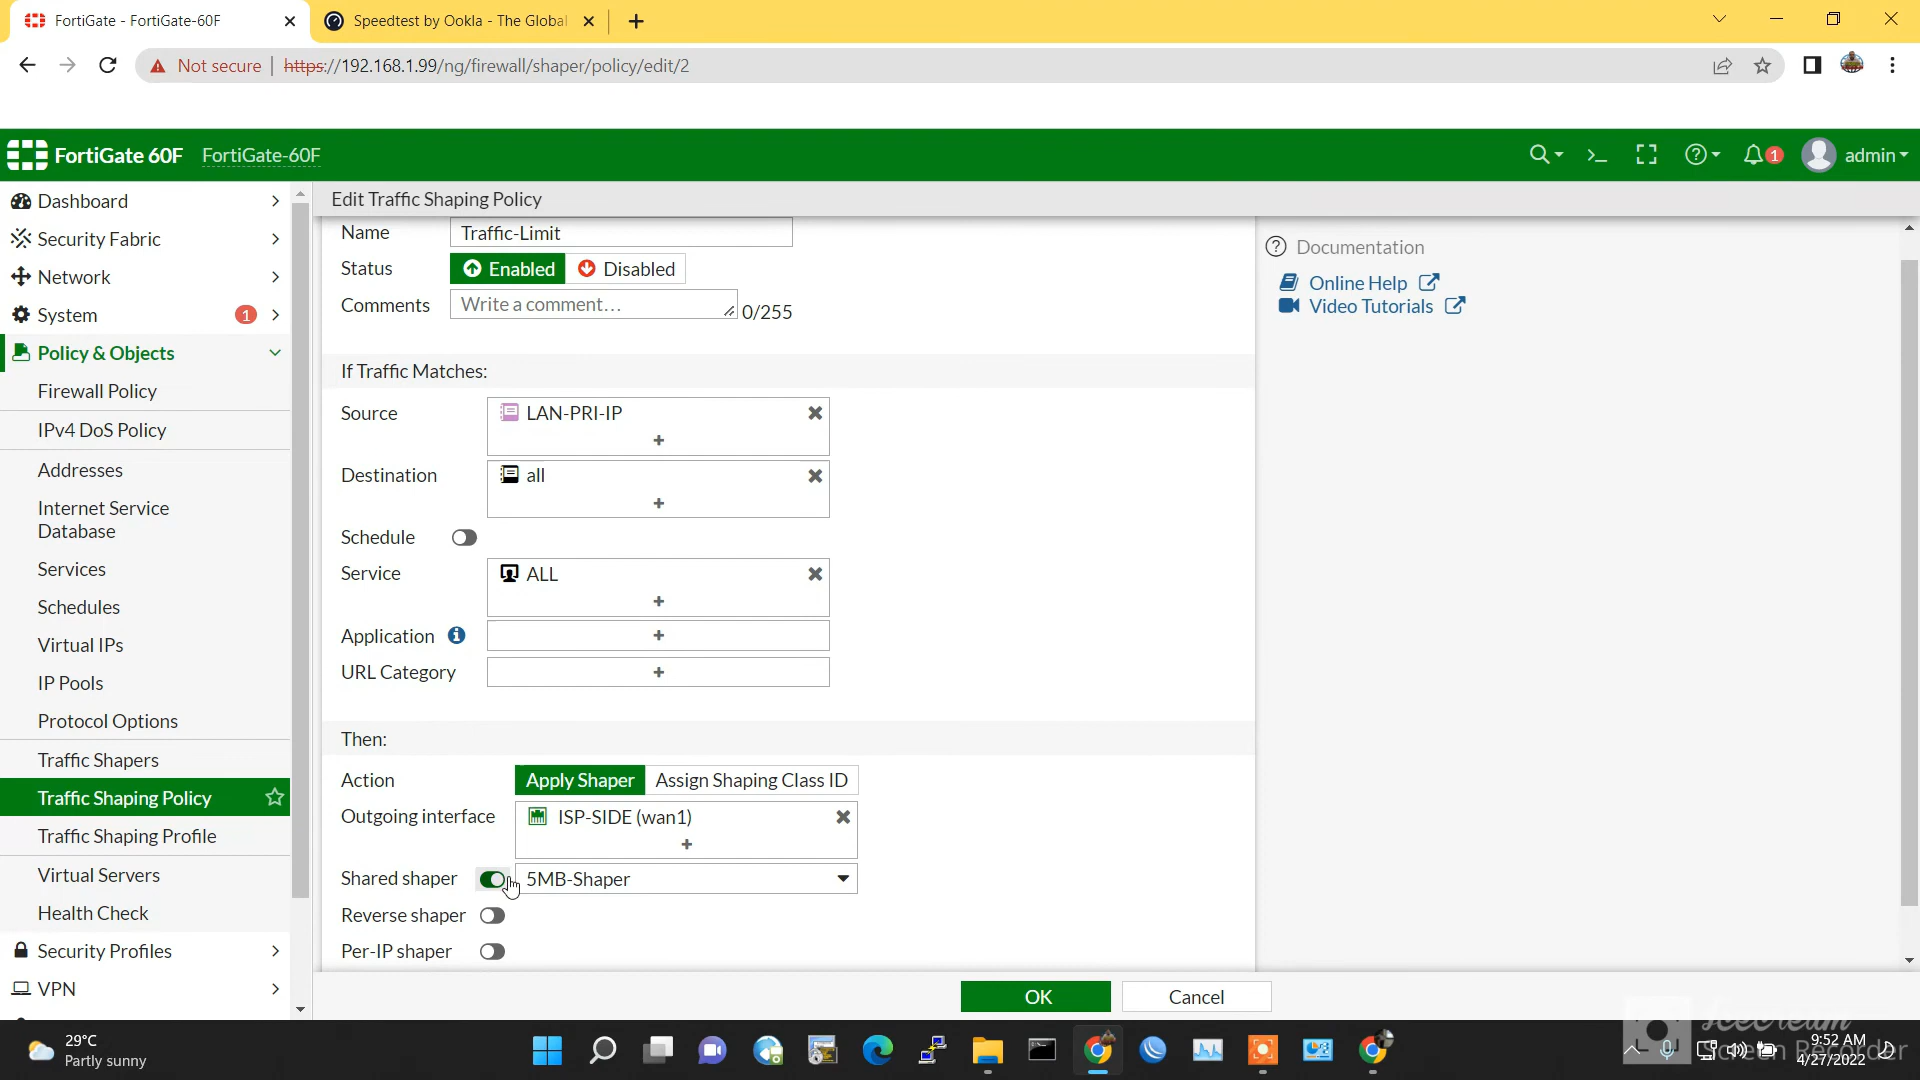 FortiGate - FortiGate-60F
Speedtest by Ookla - The Global
Not secure
https://192.168.1.99/ng/firewall/shaper/policy/edit/2
FortiGate 60F
FortiGate-60F
1
admin
Dashboard
Security Fabric
Network
System
1
Policy & Objects
Firewall Policy
IPv4 DoS Policy
Addresses
Internet Service
Database
Services
Schedules
Virtual IPs
IP Pools
Protocol Options
Traffic Shapers
Traffic Shaping Policy
Traffic Shaping Profile
Virtual Servers
Health Check
Security Profiles
VPN
Edit Traffic Shaping Policy
Name
Traffic-Limit
Status
Enabled
Disabled
Comments
Write a comment...
0/255
If Traffic Matches:
Source
LAN-PRI-IP
Destination
all
Schedule
Service
ALL
Application
URL Category
Then:
Action
Apply Shaper
Assign Shaping Class ID
Outgoing interface
ISP-SIDE (wan1)
Shared shaper
5MB-Shaper
Reverse shaper
Per-IP shaper
OK
Cancel
Documentation
Online Help
Video Tutorials
29°C
Partly sunny
Icecream
Screen Recorder
9:52 AM
4/27/2022